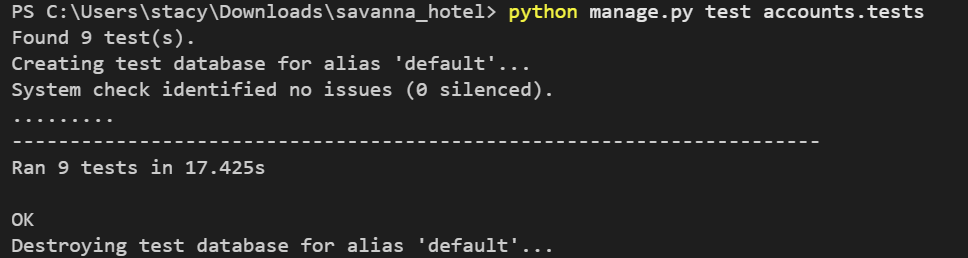 PS C:\Users\stacy\Downloads\savanna_hotel> python manage.py test accounts.tests
Found 9 test(s).
Creating test database for alias 'default'...
System check identified no issues (0 silenced).
.........
----------------------------------------------------------------------
Ran 9 tests in 17.425s

OK
Destroying test database for alias 'default'...